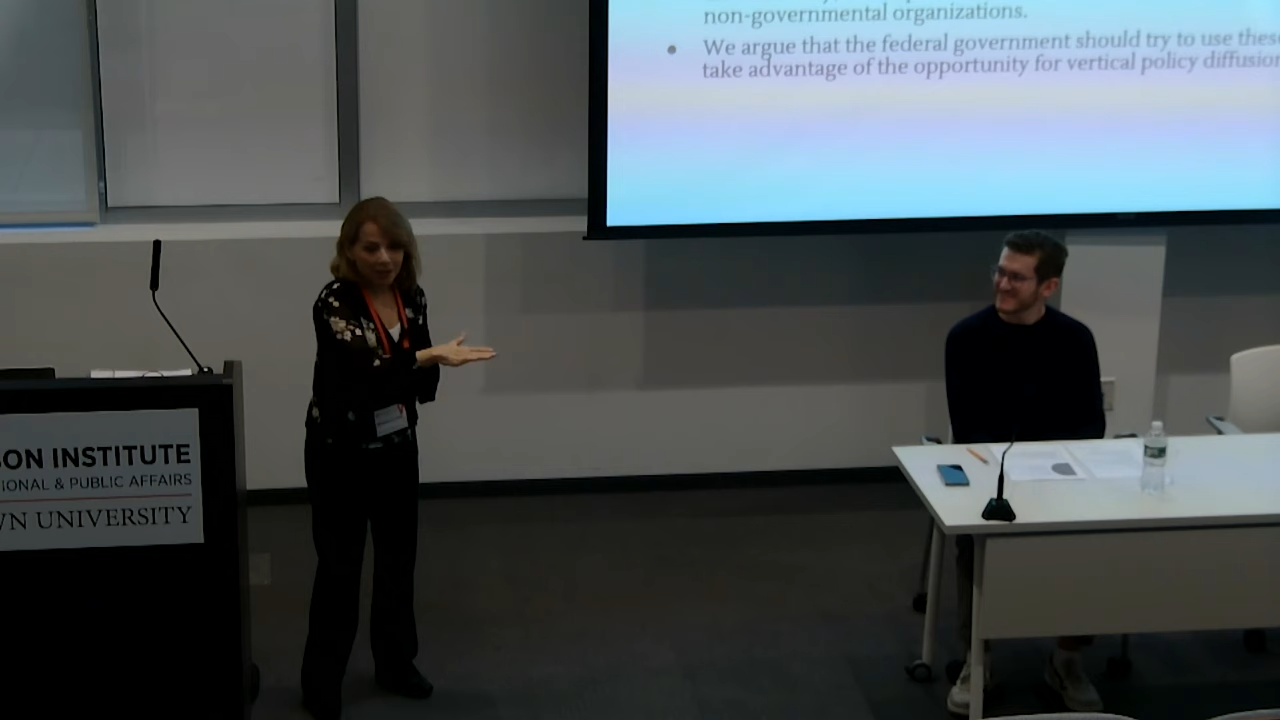 non-governmental organizations.
• We argue that the federal government should try to use these
take advantage of the opportunity for vertical policy diffusion
SON INSTITUTE
IONAL & PUBLIC AFFAIRS
WN UNIVERSITY